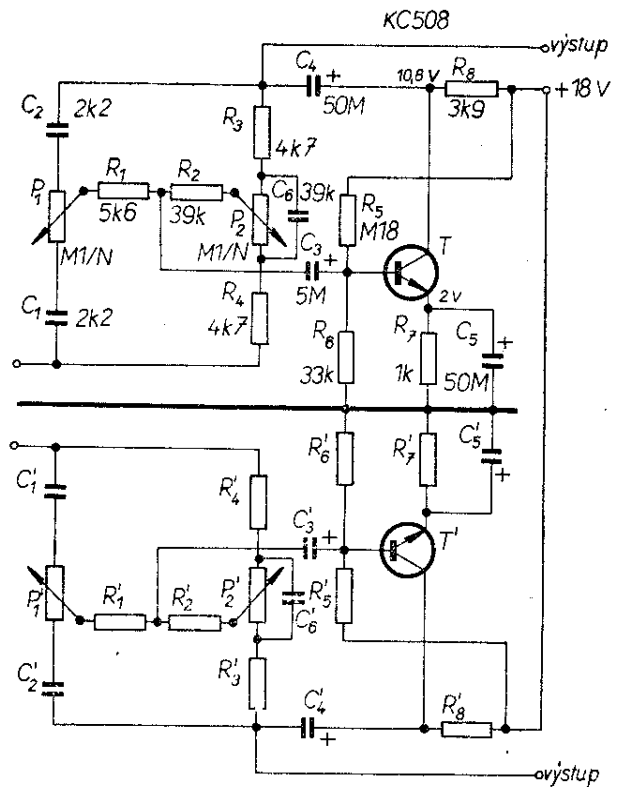 KC508
výstup
C4 + 10,8 V R8
50M 3k9 +18V
C2 2k2 R3 4k7
C6 39k
P1 R1 R2 P2 R5
5k6 39k M18
M1/N M1/N C3 + T
5M 2V
C1 2k2 R4 4k7 R6 R7 C5 +
33k 1k 50M
R'6 R'7 C'5 +
C'1 R'4
C'3 + T'
P'1 R'1 R'2 P'2 C'6 R'5
C'2 R'3
C'4 + R'8
výstup